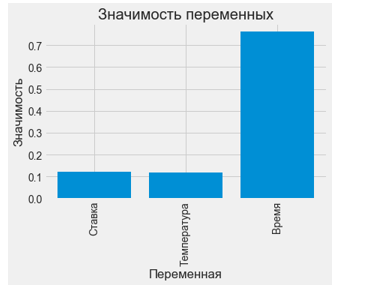 Значимость переменных
Значимость
0.7
0.6
0.5
0.4
0.3
0.2
0.1
0.0
Ставка
Температура
Время
Переменная